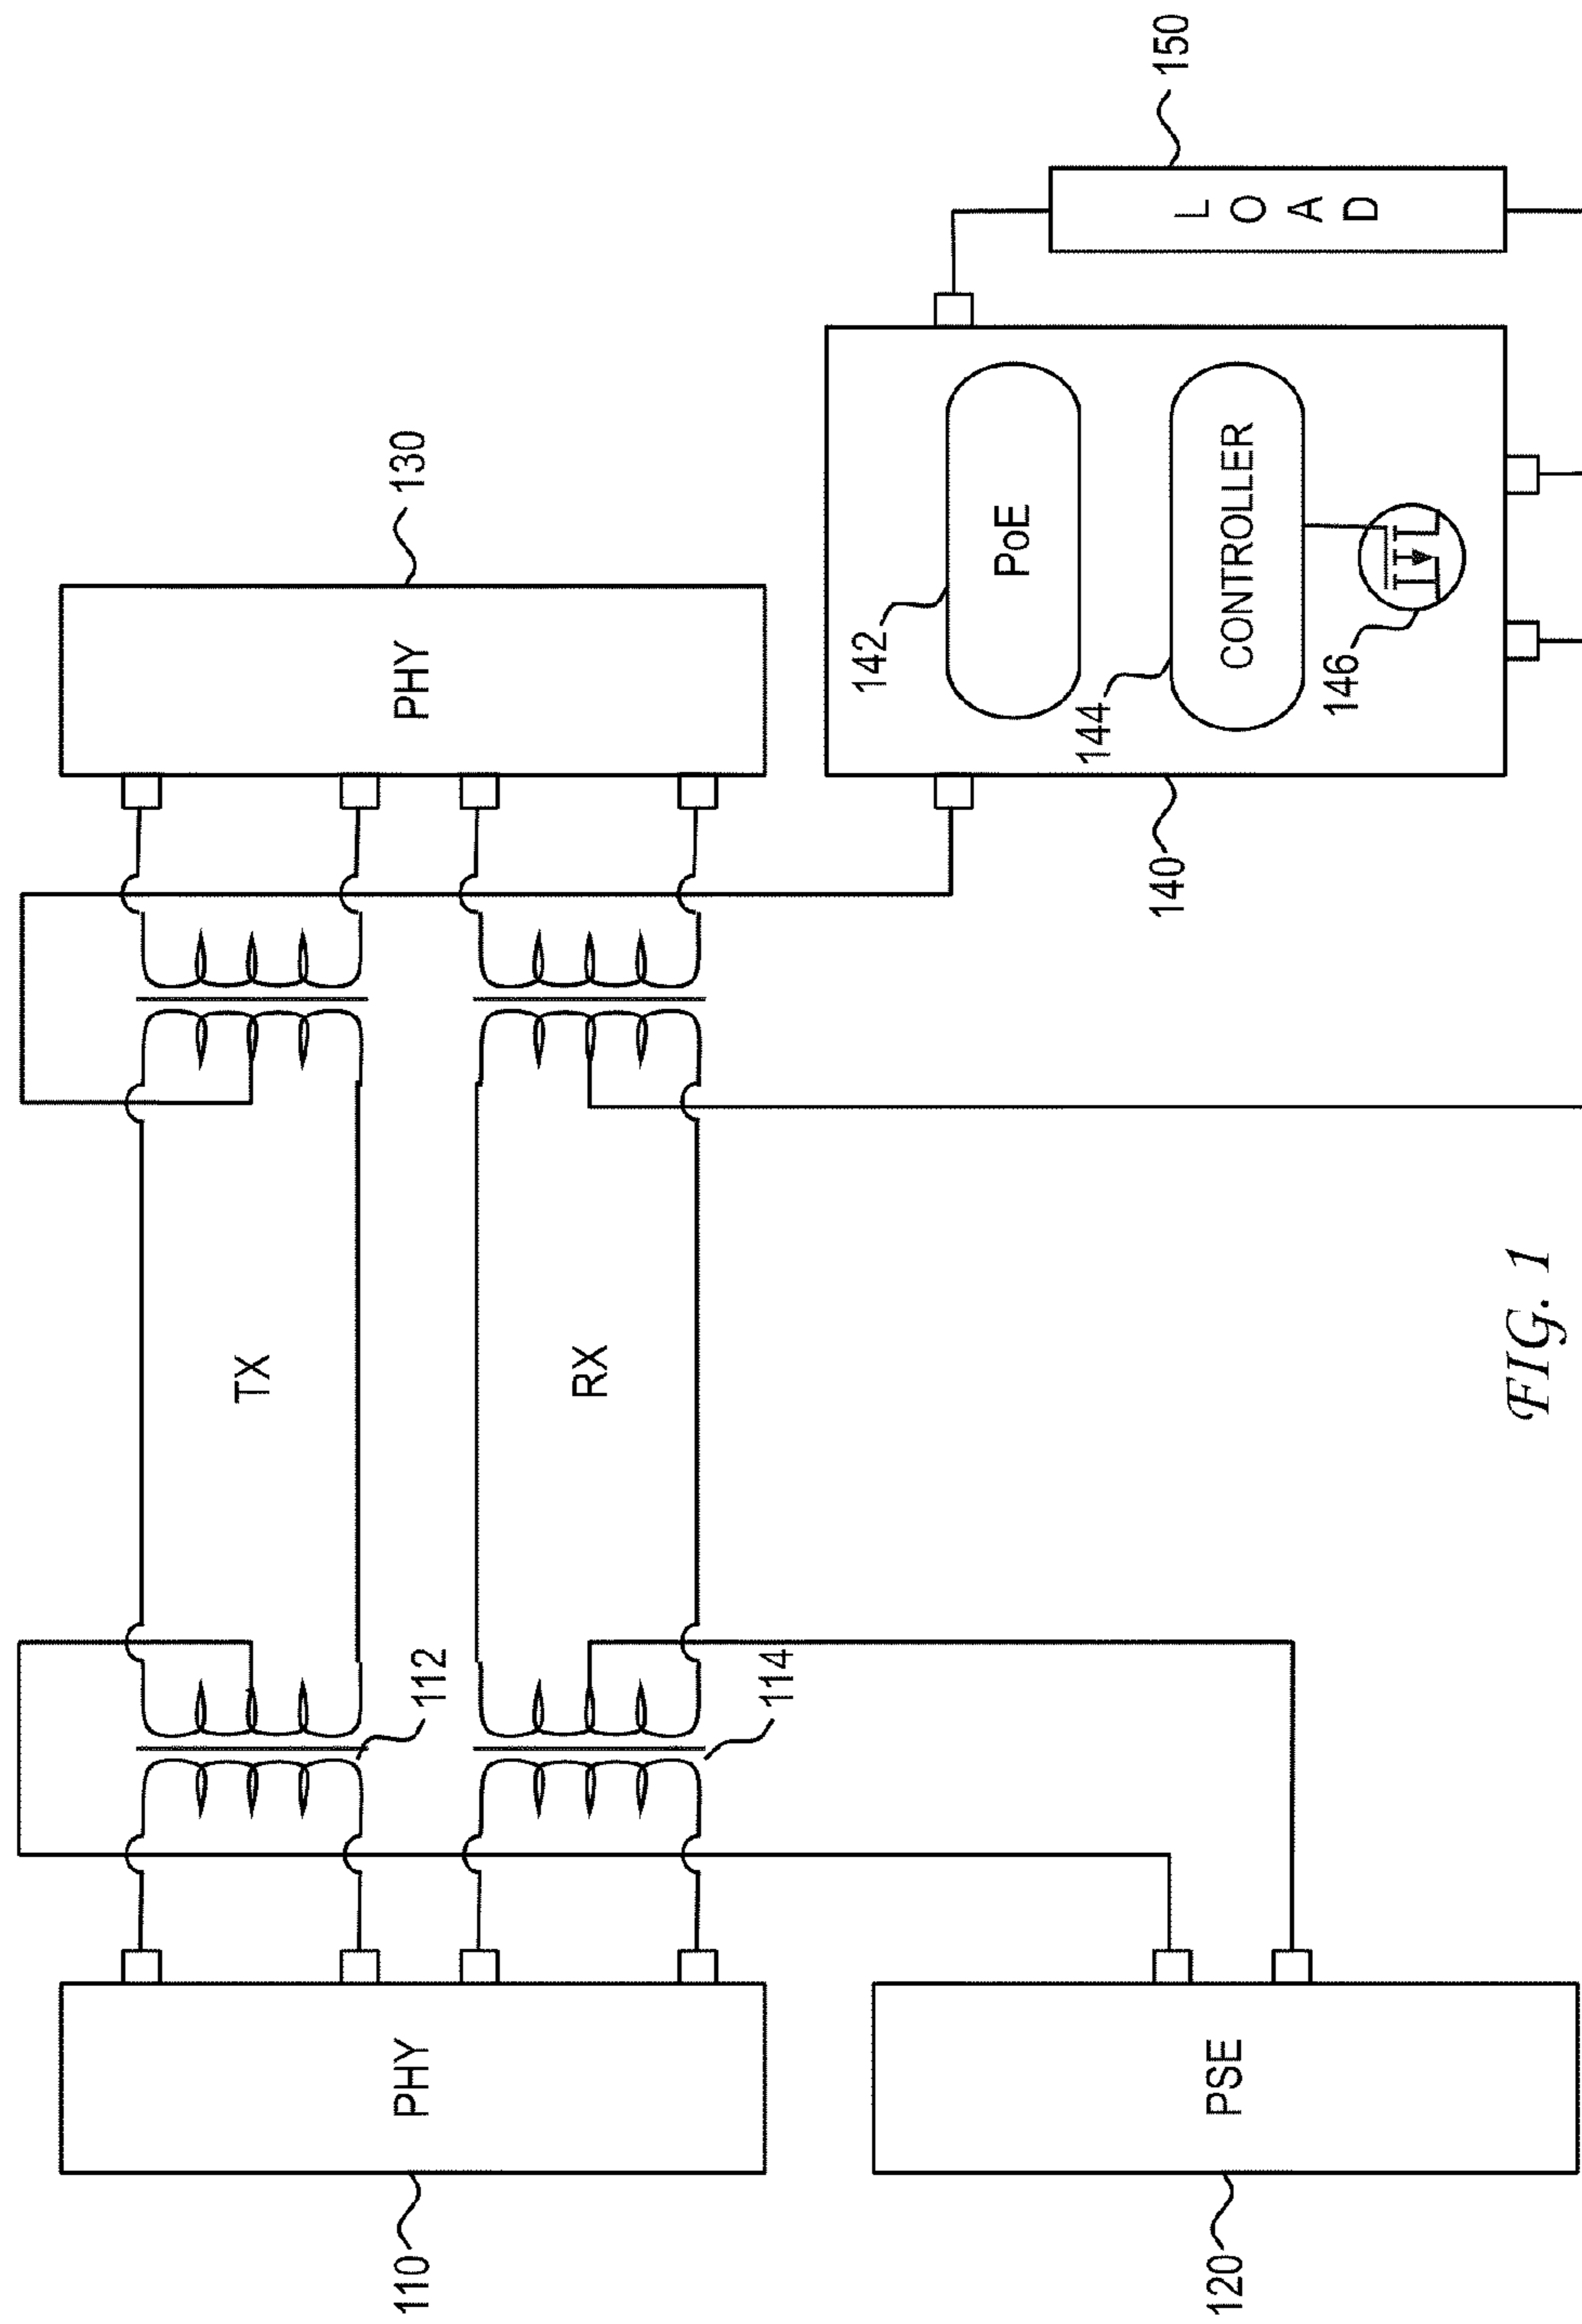 110
PHY
112
TX
130
PHY
114
RX
120
PSE
140
142
PoE
144
CONTROLLER
146
150
L
O
A
D
FIG. 1